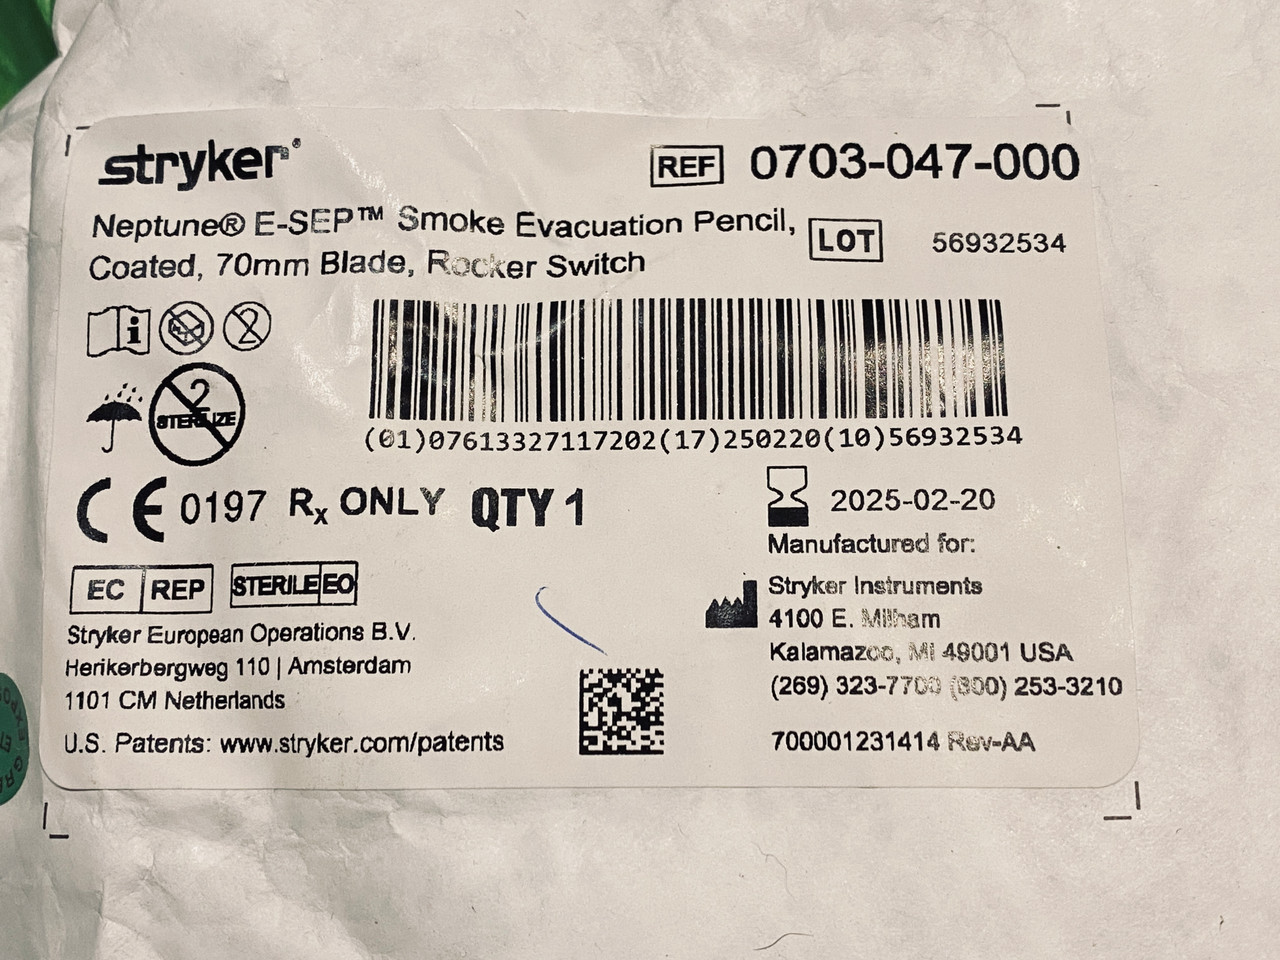 stryker®
REF 0703-047-000
Neptune® E-SEP™ Smoke Evacuation Pencil,
Coated, 70mm Blade, Rocker Switch
LOT 56932534
2
STERILIZE
(01)07613327117202(17)250220(10)56932534
CE 0197 Rx ONLY QTY 1
2025-02-20
Manufactured for:
Stryker Instruments
4100 E. Milham
Kalamazoo, MI 49001 USA
(269) 323-7700 (800) 253-3210
700001231414 Rev-AA
EC REP STERILE EO
Stryker European Operations B.V.
Herikerbergweg 110 | Amsterdam
1101 CM Netherlands
U.S. Patents: www.stryker.com/patents